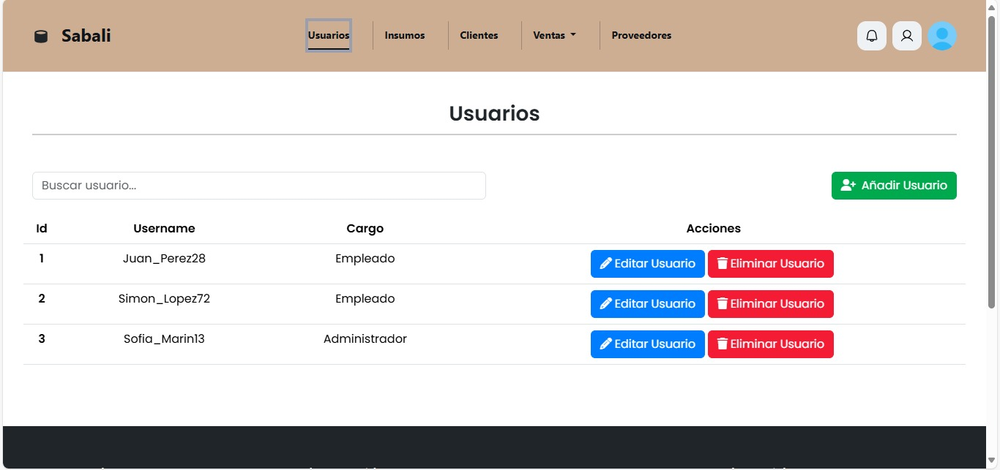 Sabali Usuarios Insumos Clientes Ventas Proveedores
Usuarios
Buscar usuario... Añadir Usuario
Id Username Cargo Acciones
1 Juan_Perez28 Empleado Editar Usuario Eliminar Usuario
2 Simon_Lopez72 Empleado Editar Usuario Eliminar Usuario
3 Sofia_Marin13 Administrador Editar Usuario Eliminar Usuario